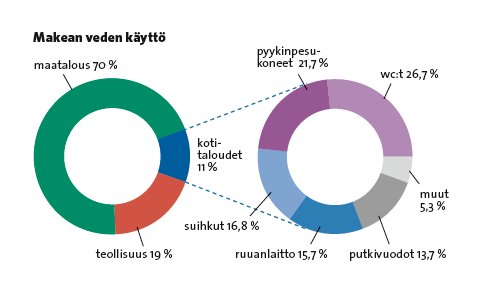 Makean veden käyttö
maatalous 70 %
koti-
taloudet
11 %
teollisuus 19 %
pyykinpesu-
koneet 21,7 %
wc:t 26,7 %
muut
5,3 %
suihkut 16,8 %
ruuanlaitto 15,7 %
putkivuodot 13,7 %